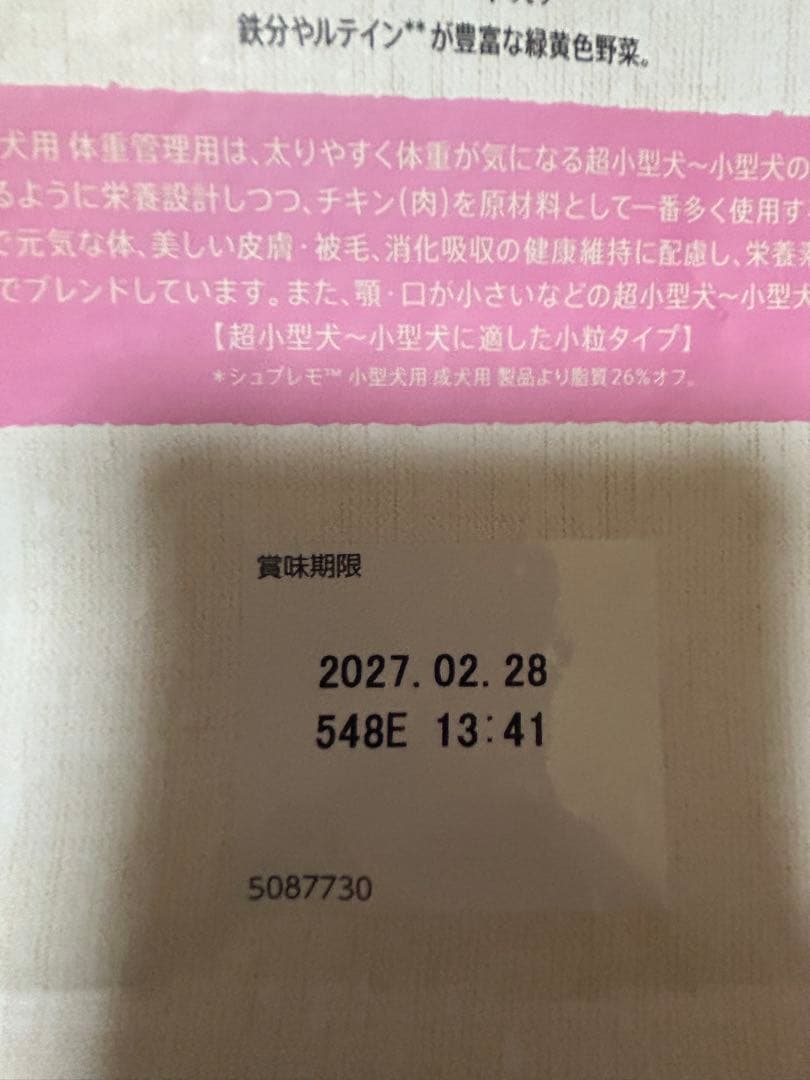 鉄分やルテイン**が豊富な緑黄色野菜。
犬用 体重管理用は、太りやすく体重が気になる超小型犬～小型犬の
るように栄養設計しつつ、チキン(肉)を原材料として一番多く使用す
で元気な体、美しい皮膚・被毛、消化吸収の健康維持に配慮し、栄養素
でブレンドしています。また、顎・口が小さいなどの超小型犬～小型犬
【超小型犬～小型犬に適した小粒タイプ】
*シュプレモ™ 小型犬用 成犬用 製品より脂質26%オフ。
賞味期限
2027.02.28
548E 13:41
5087730